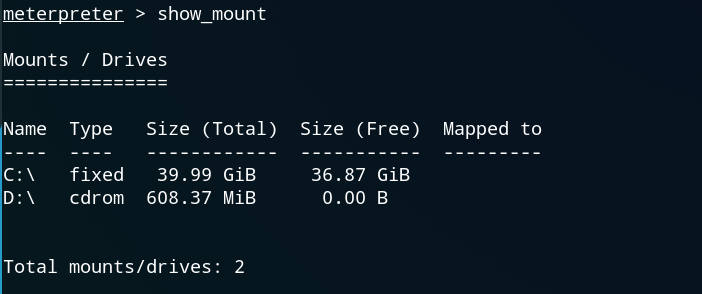 meterpreter > show_mount
Mounts / Drives
===============
Name  Type   Size (Total)  Size (Free)  Mapped to
----  ----   ------------  -----------  ---------
C:\   fixed   39.99 GiB     36.87 GiB
D:\   cdrom  608.37 MiB      0.00 B
Total mounts/drives: 2